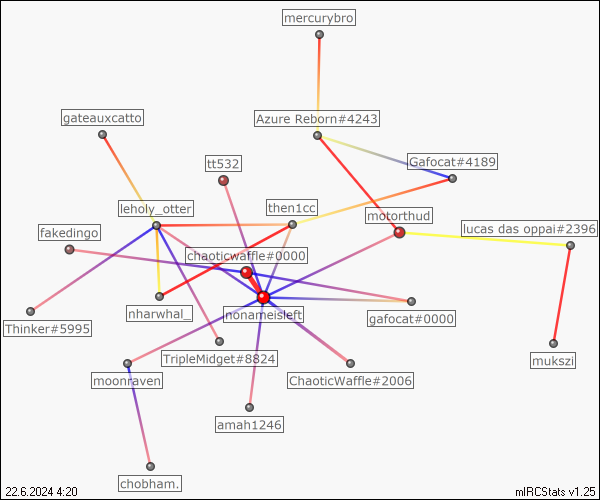 mercurybro
gateauxcatto
Azure Reborn#4243
tt532
Gafocat#4189
leholy_otter
then1cc
motorthud
fakedingo
lucas das oppai#2396
chaoticwaffle#0000
nharwhal_
nonameisleft
gafocat#0000
Thinker#5995
TripleMidget#8824
mukszi
moonraven
ChaoticWaffle#2006
amah1246
chobham.
22.6.2024 4:20
mIRCStats v1.25